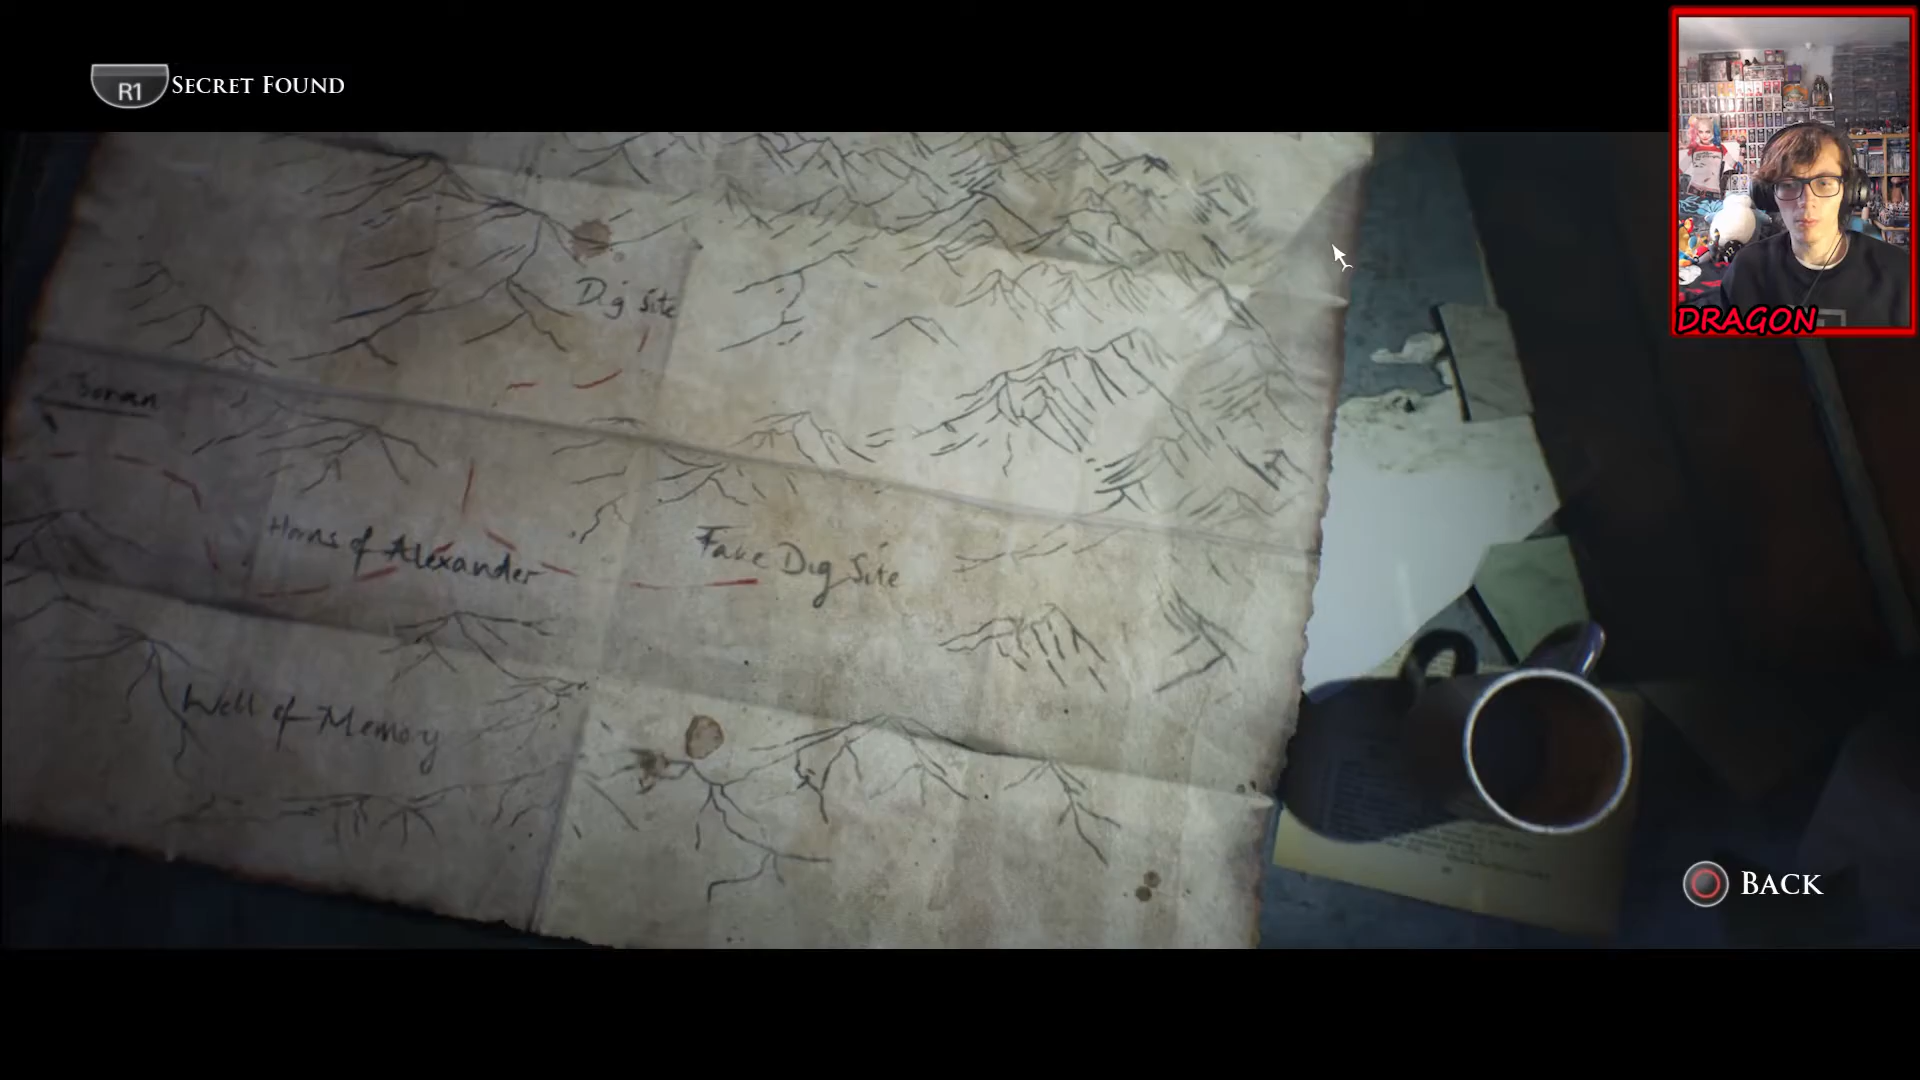 R1 SECRET FOUND
DRAGON
Dig Site
Horns of Alexander
Fake Dig Site
Well of Memory
BACK